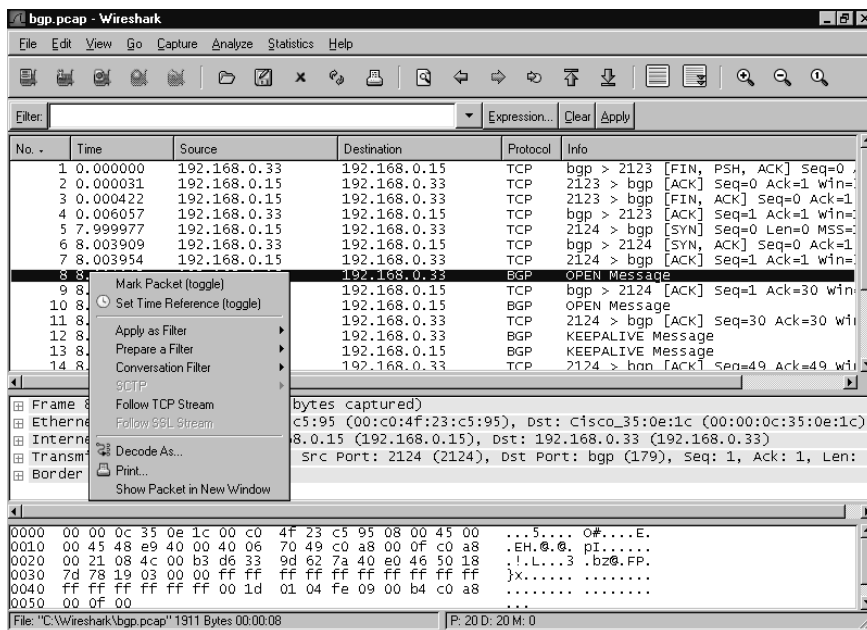 bgp.pcap - Wireshark
File Edit View Go Capture Analyze Statistics Help
Filter: Expression... Clear Apply
No. - Time Source Destination Protocol Info
1 0.000000 192.168.0.33 192.168.0.15 TCP bgp > 2123 [FIN, PSH, ACK] Seq=0
2 0.000031 192.168.0.15 192.168.0.33 TCP 2123 > bgp [ACK] Seq=0 Ack=1 Win=
3 0.000422 192.168.0.15 192.168.0.33 TCP 2123 > bgp [FIN, ACK] Seq=0 Ack=1
4 0.006057 192.168.0.33 192.168.0.15 TCP bgp > 2123 [ACK] Seq=1 Ack=1 Win=
5 7.999977 192.168.0.15 192.168.0.33 TCP 2124 > bgp [SYN] Seq=0 Len=0 MSS=
6 8.003909 192.168.0.33 192.168.0.15 TCP bgp > 2124 [SYN, ACK] Seq=0 Ack=1
7 8.003954 192.168.0.15 192.168.0.33 TCP 2124 > bgp [ACK] Seq=1 Ack=1 Win=
8 8. 192.168.0.33 BGP OPEN Message
9 8. 192.168.0.15 TCP bgp > 2124 [ACK] Seq=1 Ack=30 Win
10 8. 192.168.0.15 BGP OPEN Message
11 8. 192.168.0.33 TCP 2124 > bgp [ACK] Seq=30 Ack=30 Wi
12 8. 192.168.0.33 BGP KEEPALIVE Message
13 8. 192.168.0.15 BGP KEEPALIVE Message
14 8. 192.168.0.33 TCP 2124 > bgp [ACK] Seq=49 Ack=49 Wi
Mark Packet (toggle)
Set Time Reference (toggle)
Apply as Filter
Prepare a Filter
Conversation Filter
SCTP
Follow TCP Stream
Follow SSL Stream
Decode As...
Print...
Show Packet in New Window
Frame 8 bytes captured)
Ethern c5:95 (00:c0:4f:23:c5:95), Dst: Cisco_35:0e:1c (00:00:0c:35:0e:1c)
Interne 8.0.15 (192.168.0.15), Dst: 192.168.0.33 (192.168.0.33)
Transm Src Port: 2124 (2124), Dst Port: bgp (179), Seq: 1, Ack: 1, Len:
Border
0000 00 00 0c 35 0e 1c 00 c0 4f 23 c5 95 08 00 45 00 ...5.... O#....E.
0010 00 45 48 e9 40 00 40 06 70 49 c0 a8 00 0f c0 a8 .EH.@.@. pI......
0020 00 21 08 4c 00 b3 d6 33 9d 62 7a 40 e0 46 50 18 .!.L...3 .bz@.FP.
0030 7d 78 19 03 00 00 ff ff ff ff ff ff ff ff ff ff }x...... ........
0040 ff ff ff ff ff ff 00 1d 01 04 fe 09 00 b4 c0 a8 ........ ........
0050 00 0f 00 ...
File: "C:\Wireshark\bgp.pcap" 1911 Bytes 00:00:08 P: 20 D: 20 M: 0